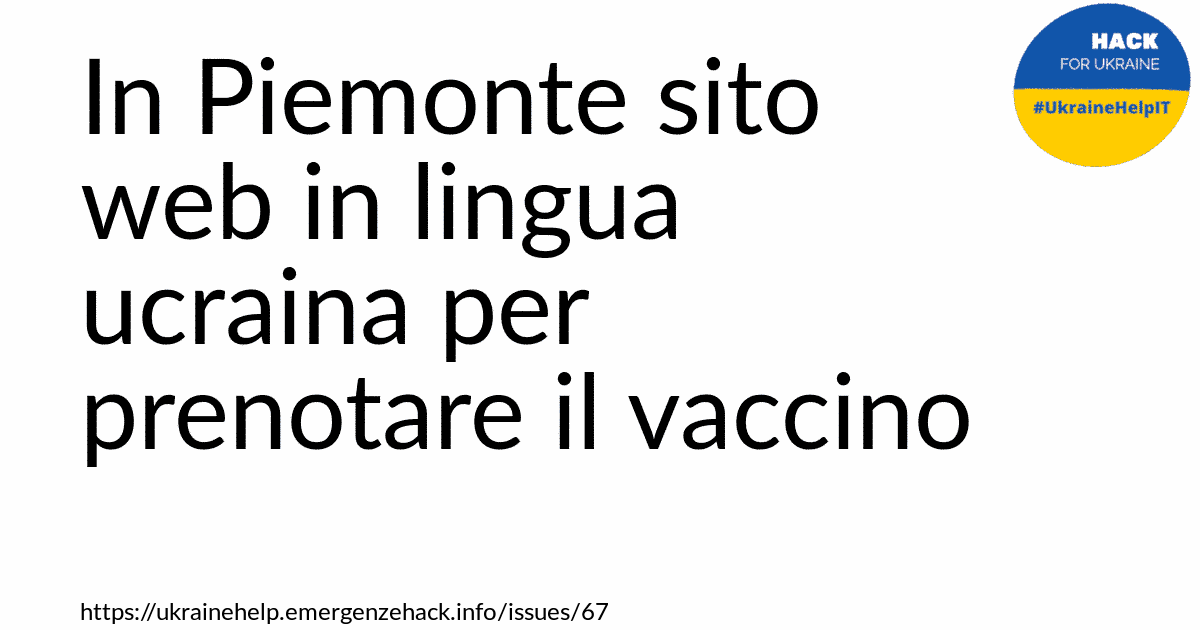 In Piemonte sito
web in lingua
ucraina per
prenotare il vaccino
HACK
FOR UKRAINE
#UkraineHelpIT
https://ukrainehelp.emergenzehack.info/issues/67